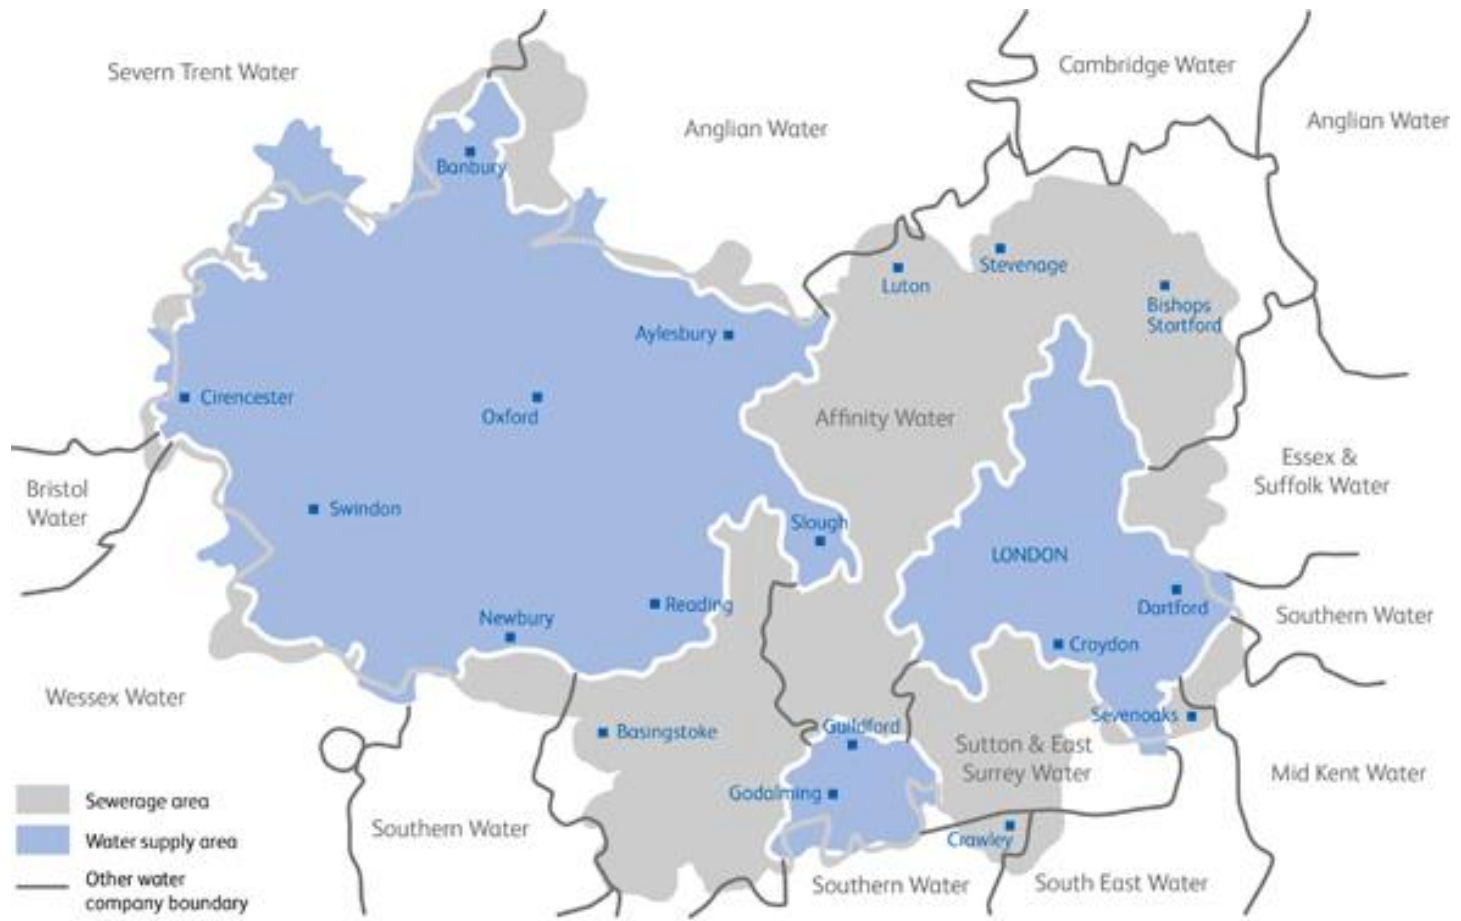 Severn Trent Water
Cambridge Water
Anglian Water
Anglian Water
Banbury
Stevenage
Luton
Bishops
Stortford
Aylesbury
Cirencester
Oxford
Affinity Water
Essex &
Suffolk Water
Bristol
Water
Swindon
Slough
LONDON
Reading
Dartford
Newbury
Southern Water
Croydon
Wessex Water
Sevenoaks
Guildford
Basingstoke
Sutton & East
Surrey Water
Mid Kent Water
Godalming
Sewerage area
Southern Water
Water supply area
Crawley
Other water
company boundary
Southern Water
South East Water